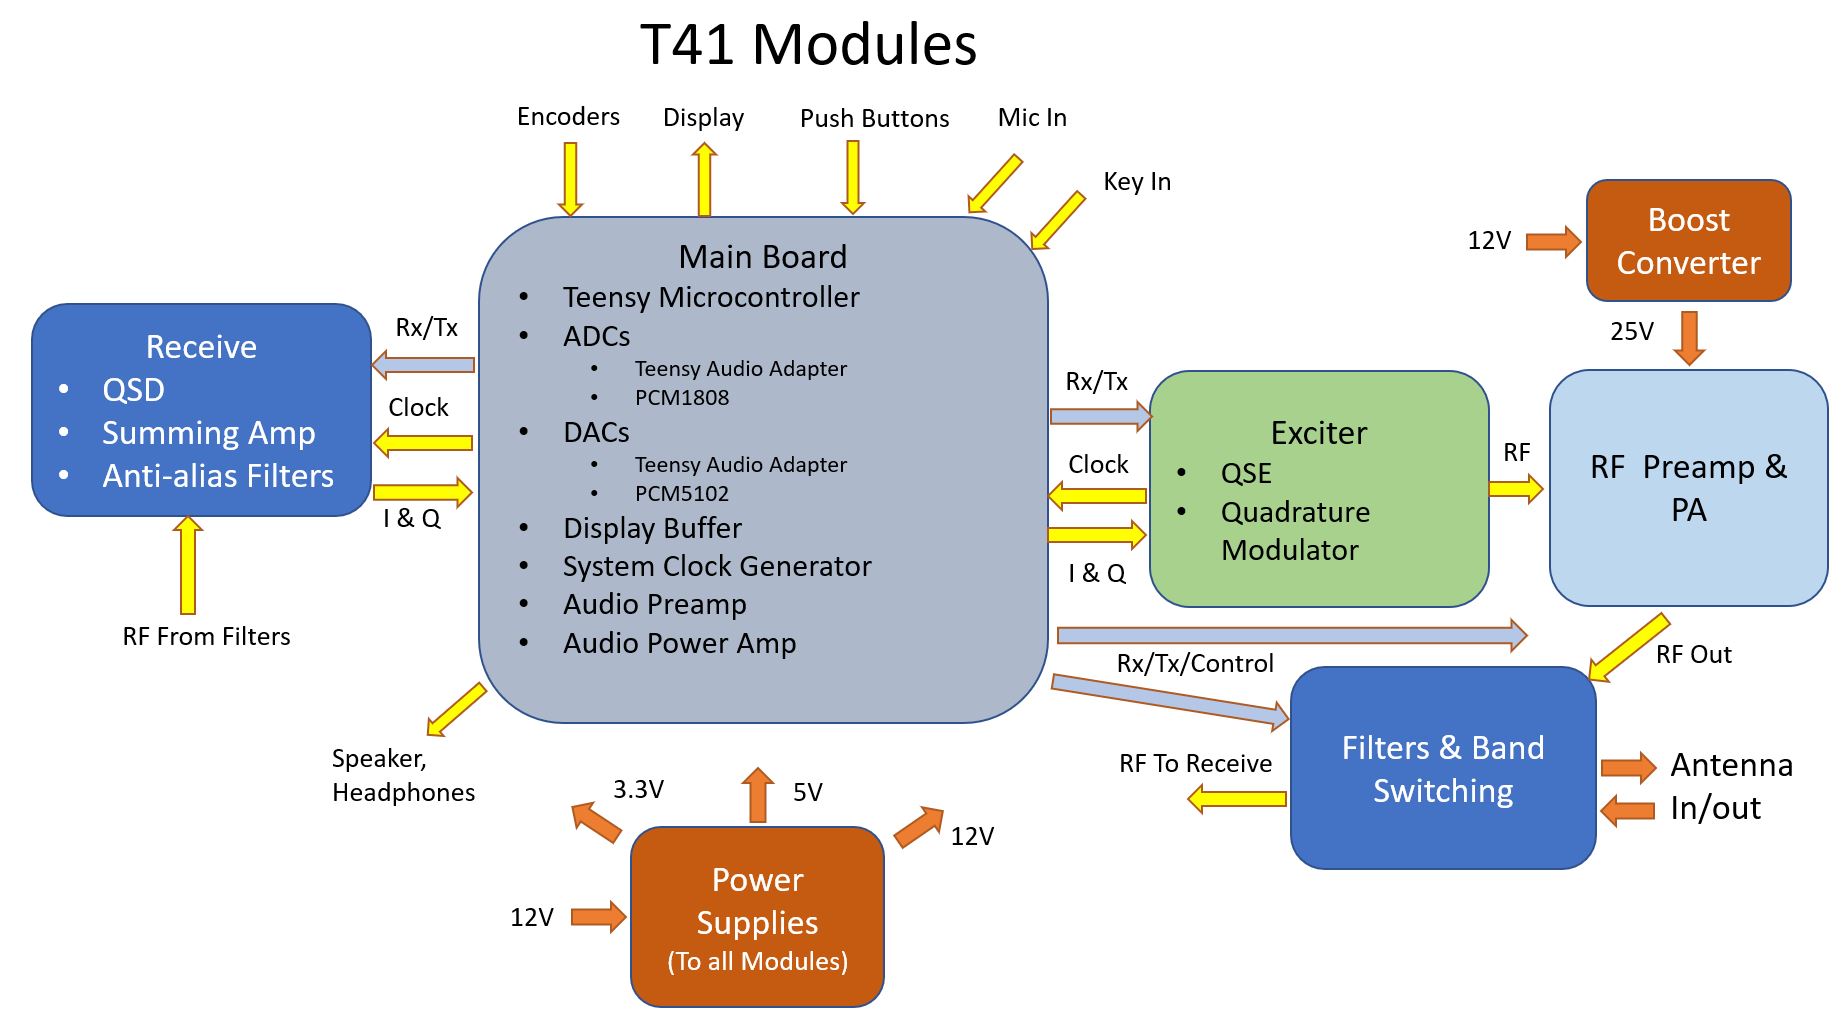 T41 Modules
Encoders
Display
Push Buttons
Mic In
Key In
Main Board
• Teensy Microcontroller
• ADCs
• Teensy Audio Adapter
• PCM1808
• DACs
• Teensy Audio Adapter
• PCM5102
• Display Buffer
• System Clock Generator
• Audio Preamp
• Audio Power Amp
Receive
• QSD
• Summing Amp
• Anti-alias Filters
Rx/Tx
Clock
I & Q
RF From Filters
Speaker,
Headphones
Rx/Tx
Clock
I & Q
Exciter
• QSE
• Quadrature
Modulator
RF
12V
Boost
Converter
25V
RF Preamp &
PA
RF Out
Rx/Tx/Control
Filters & Band
Switching
RF To Receive
Antenna
In/out
3.3V
5V
12V
12V
Power
Supplies
(To all Modules)